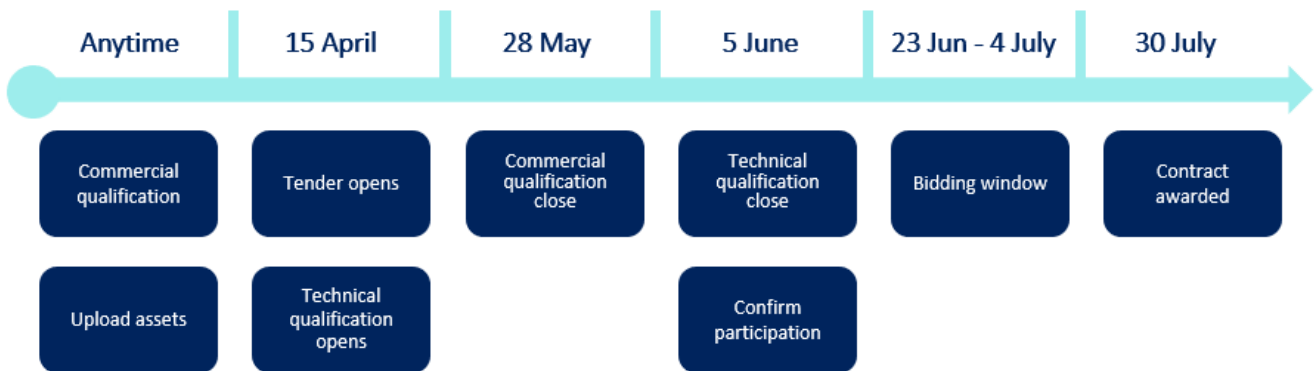 Anytime
15 April
28 May
5 June
23 Jun - 4 July
30 July
Commercial
qualification
Tender opens
Commercial
qualification
close
Technical
qualification
close
Bidding window
Contract
awarded
Upload assets
Technical
qualification
opens
Confirm
participation